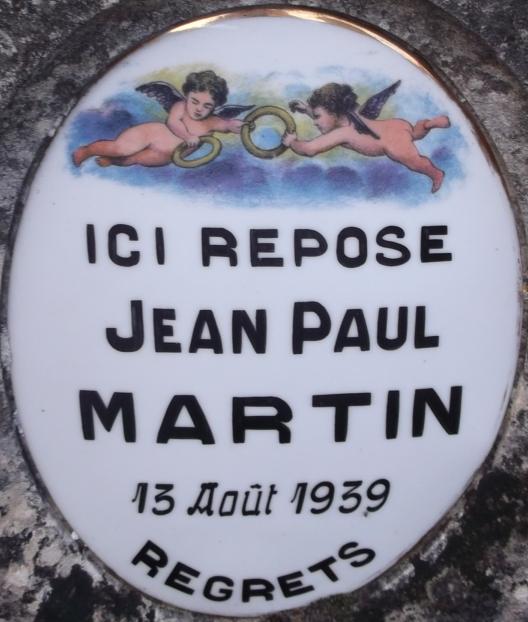 ICI REPOSE
JEAN PAUL
MARTIN
13 Août 1939
REGRETS